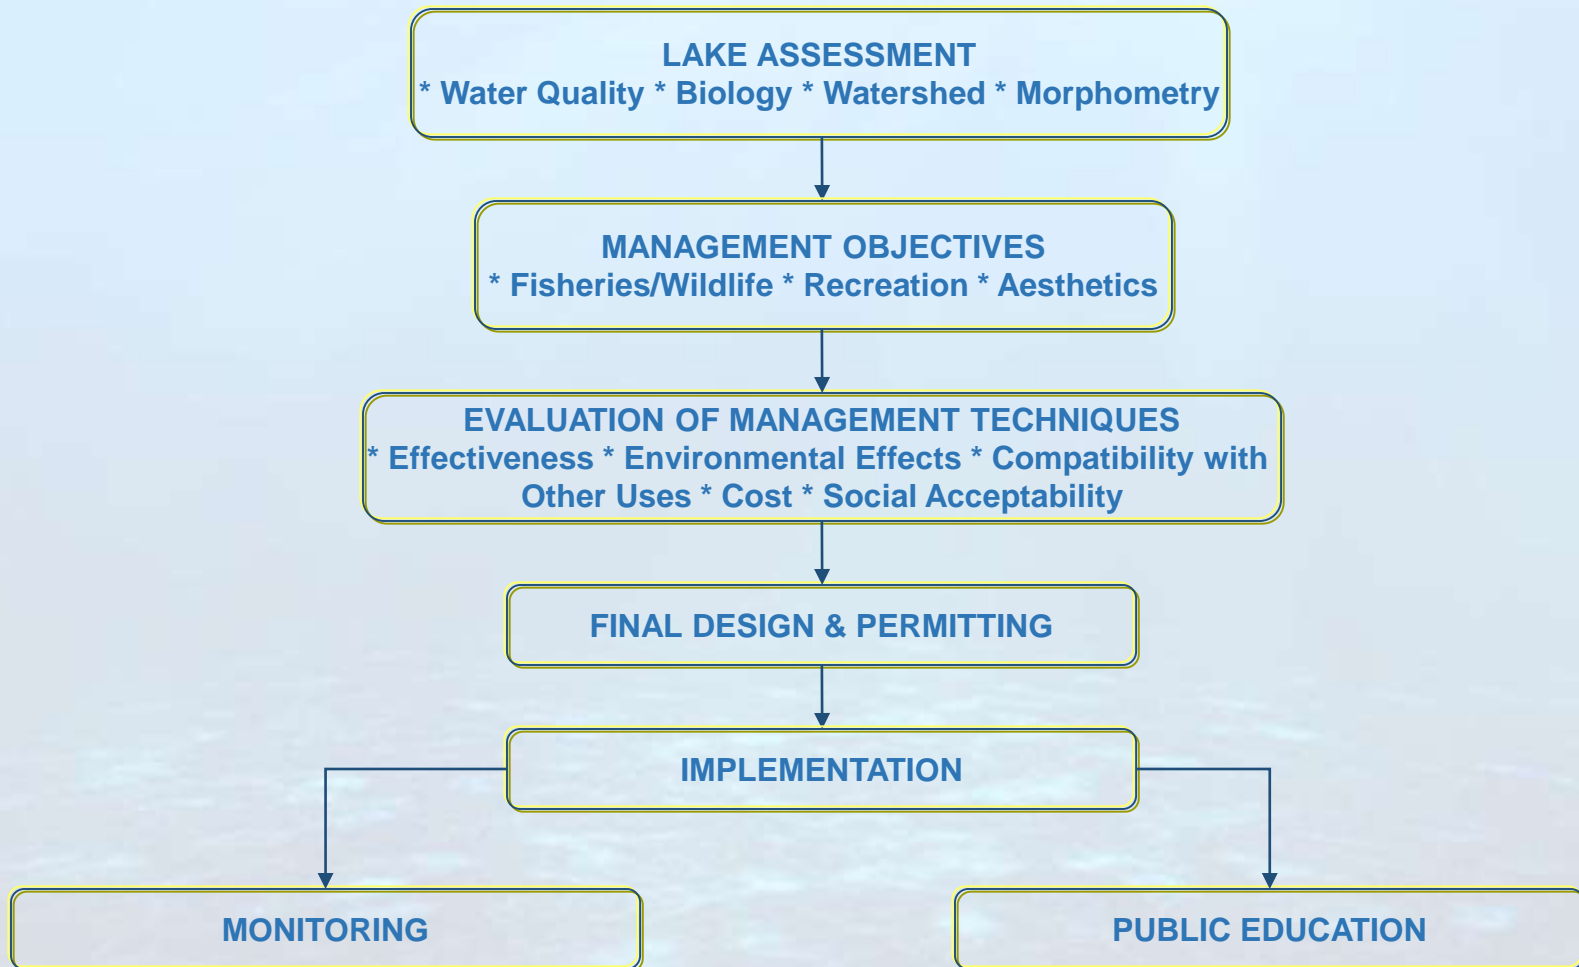 LAKE ASSESSMENT
* Water Quality * Biology * Watershed * Morphometry
MANAGEMENT OBJECTIVES
* Fisheries/Wildlife * Recreation * Aesthetics
EVALUATION OF MANAGEMENT TECHNIQUES
* Effectiveness * Environmental Effects * Compatibility with
Other Uses * Cost * Social Acceptability
FINAL DESIGN & PERMITTING
IMPLEMENTATION
MONITORING
PUBLIC EDUCATION